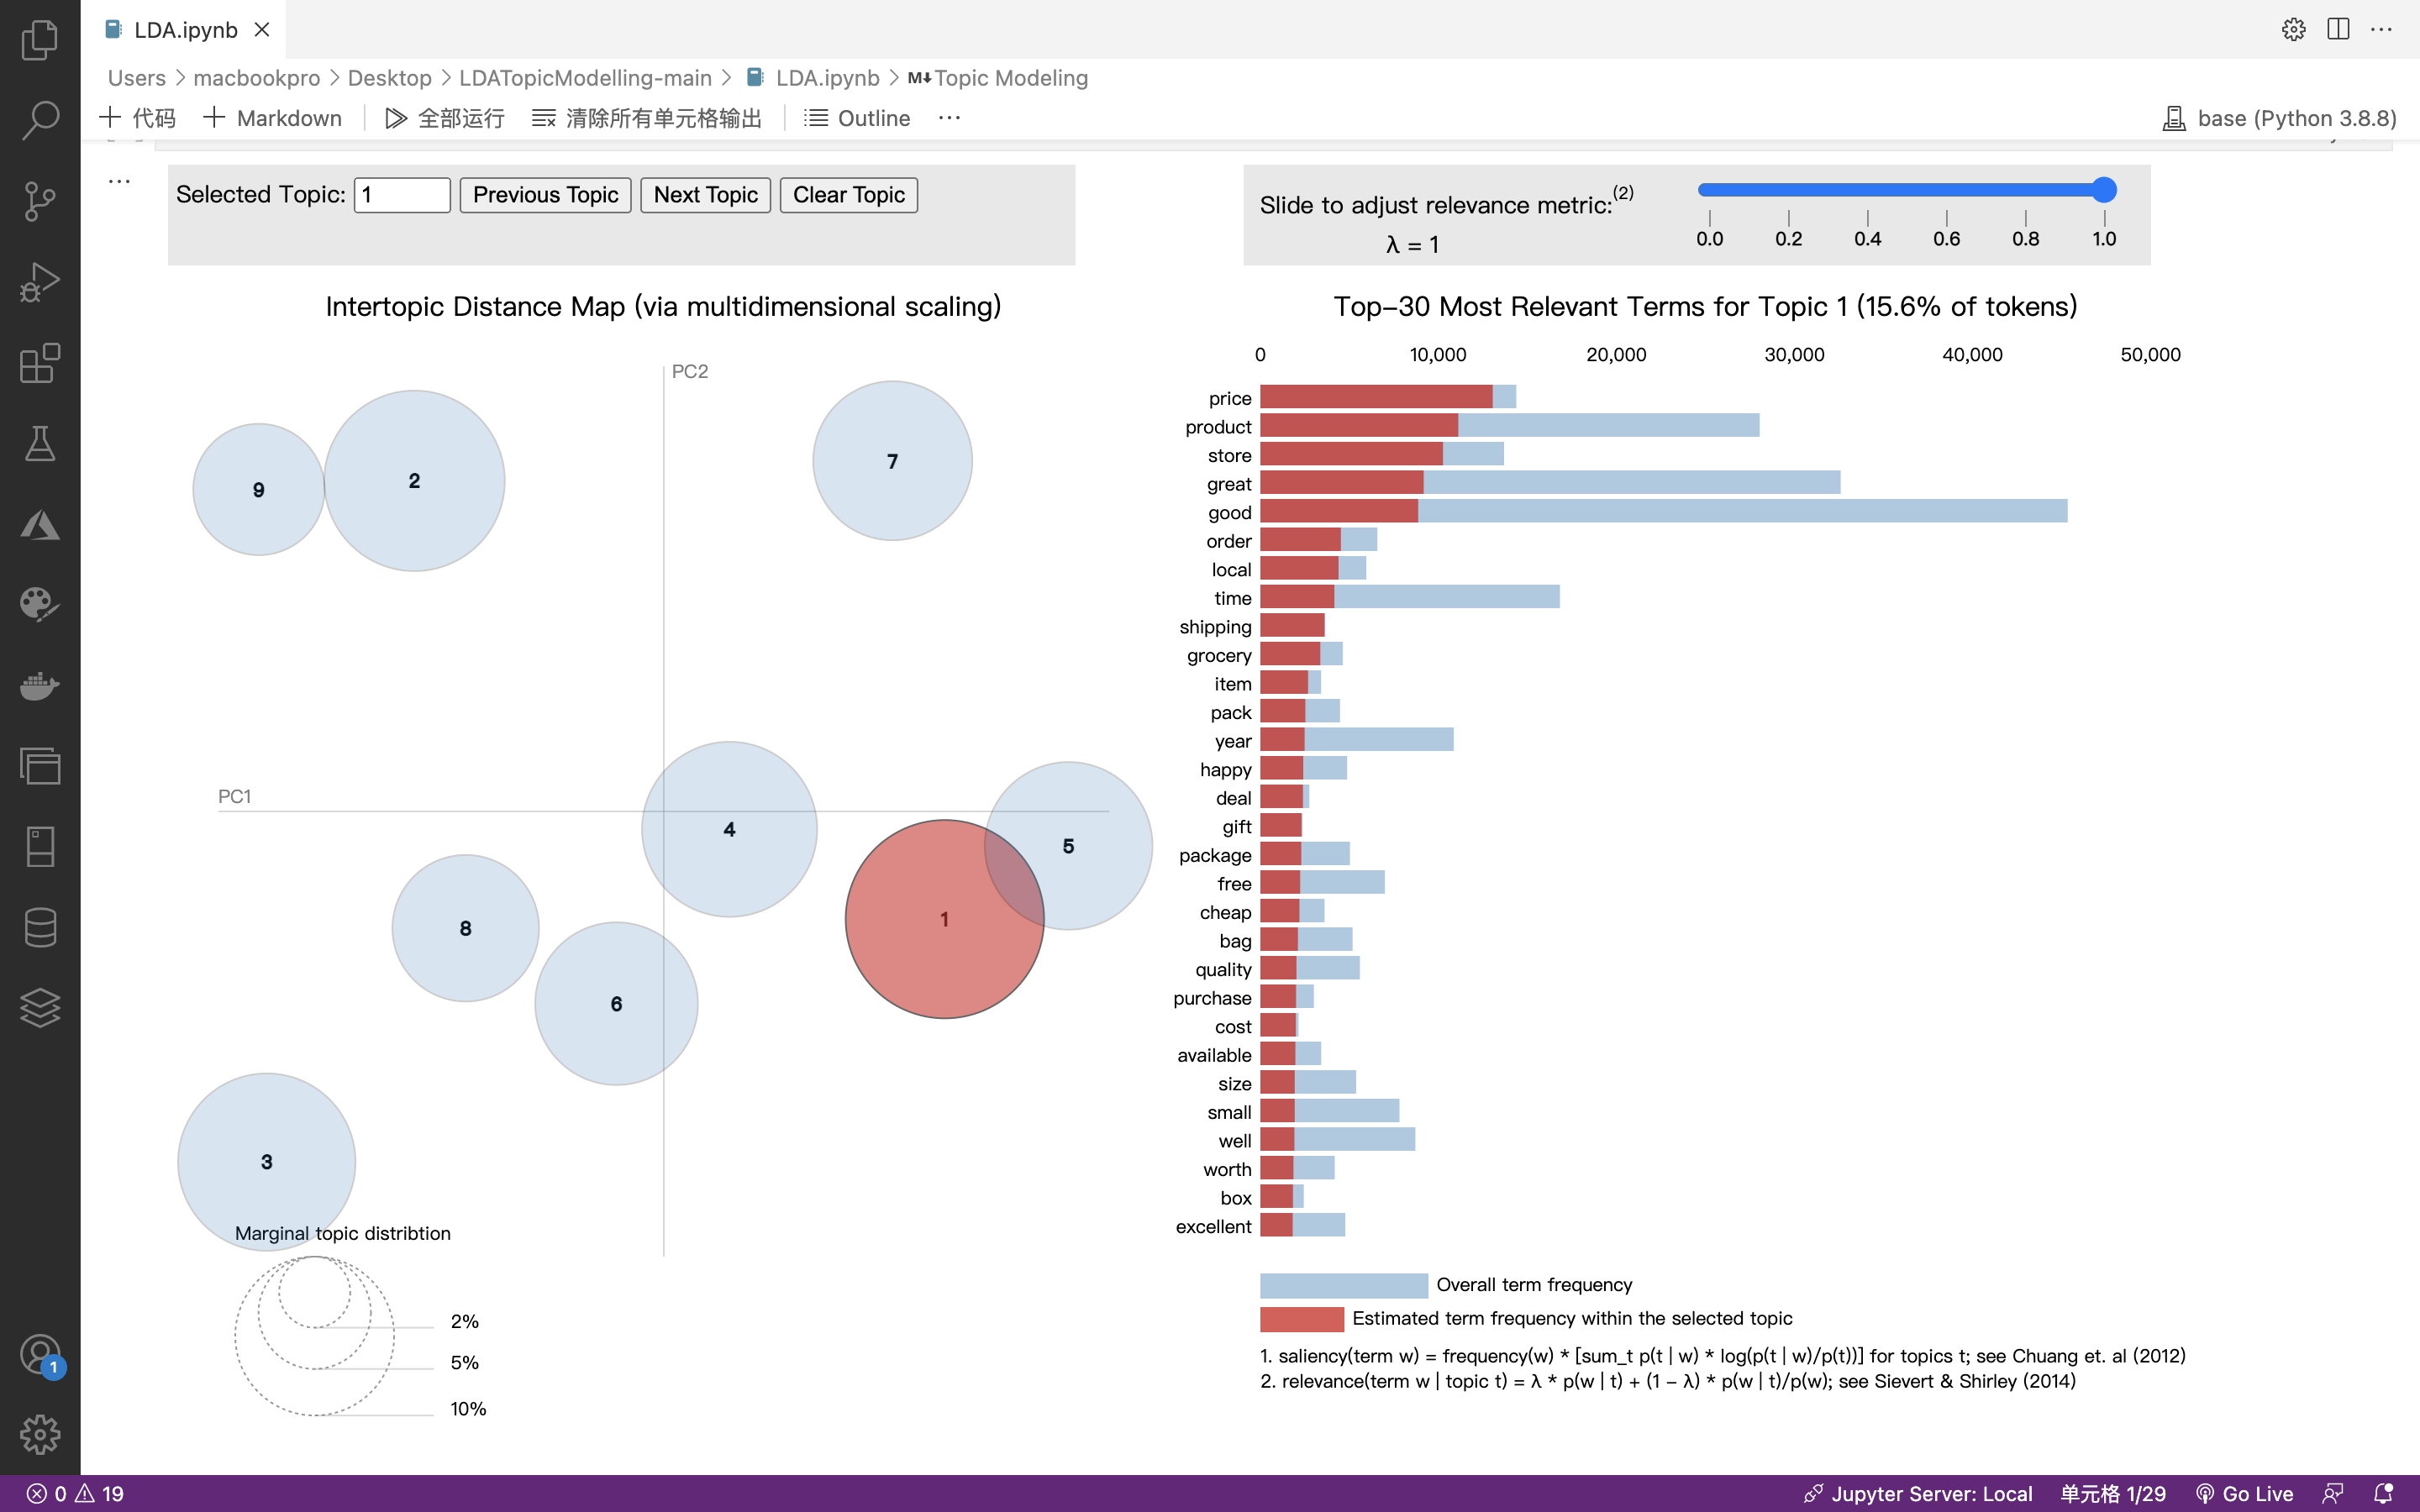 LDA.ipynb
Users > macbookpro > Desktop > LDATopicModelling-main > LDA.ipynb > M↓Topic Modeling
+ 代码 + Markdown 全部运行 清除所有单元格输出 Outline ···
base (Python 3.8.8)
Selected Topic: 1 Previous Topic Next Topic Clear Topic
Slide to adjust relevance metric:(2)
λ = 1
0.0 0.2 0.4 0.6 0.8 1.0
Intertopic Distance Map (via multidimensional scaling)
PC2
PC1
9
2
7
4
5
1
8
6
3
Marginal topic distribtion
2%
5%
10%
Top-30 Most Relevant Terms for Topic 1 (15.6% of tokens)
0 10,000 20,000 30,000 40,000 50,000
price
product
store
great
good
order
local
time
shipping
grocery
item
pack
year
happy
deal
gift
package
free
cheap
bag
quality
purchase
cost
available
size
small
well
worth
box
excellent
Overall term frequency
Estimated term frequency within the selected topic
1. saliency(term w) = frequency(w) * [sum_t p(t | w) * log(p(t | w)/p(t))] for topics t; see Chuang et. al (2012)
2. relevance(term w | topic t) = λ * p(w | t) + (1 - λ) * p(w | t)/p(w); see Sievert & Shirley (2014)
1
0 19
Jupyter Server: Local 单元格 1/29 Go Live